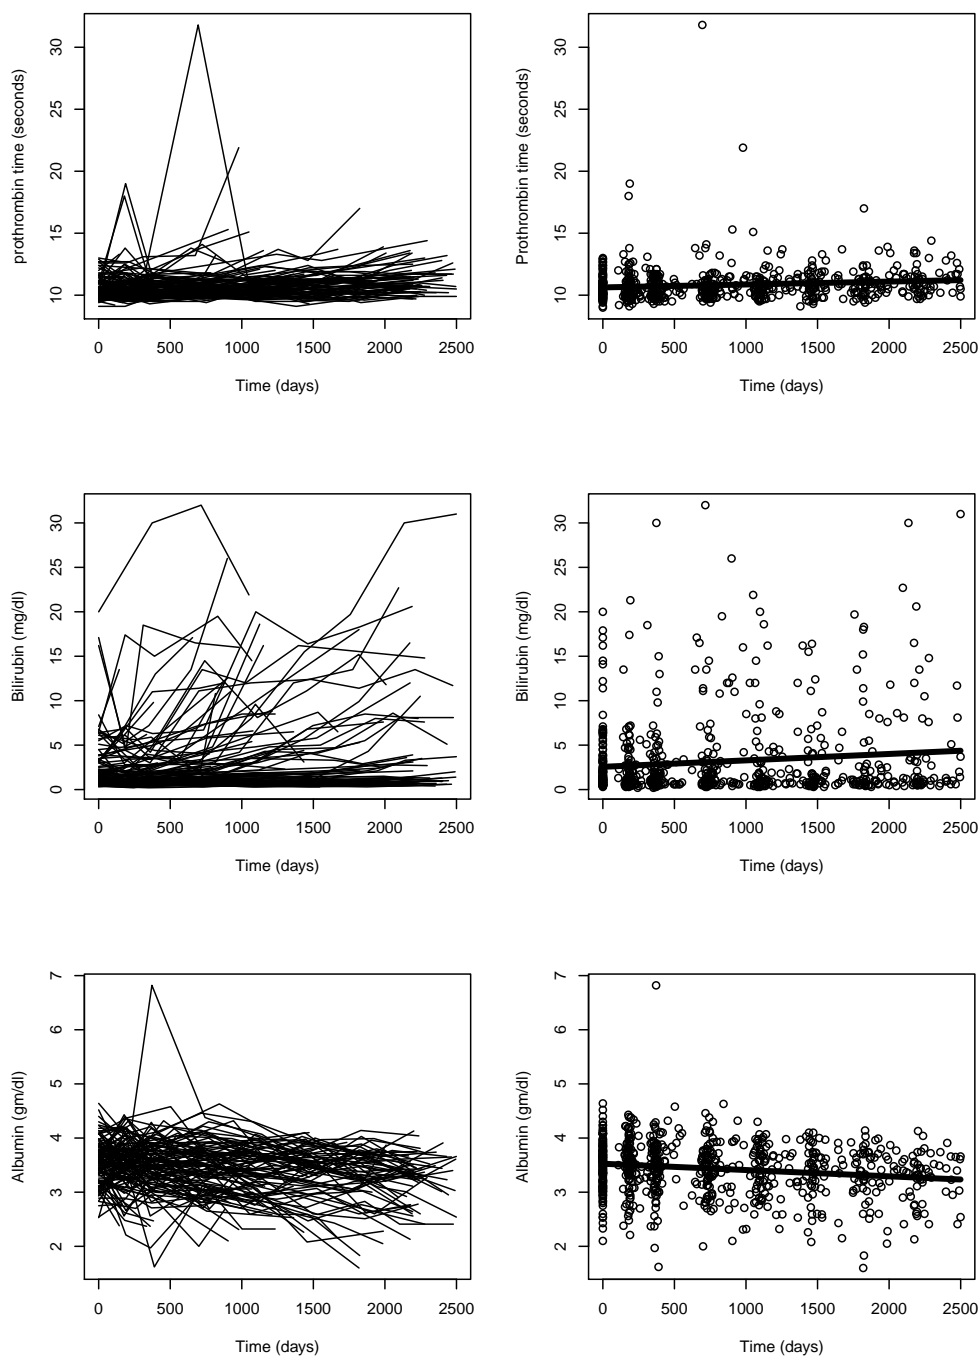 prothrombin time (seconds)
30
25
20
15
10
0 500 1000 1500 2000 2500
Time (days)
Prothrombin time (seconds)
30
25
20
15
10
0 500 1000 1500 2000 2500
Time (days)
Bilirubin (mg/dl)
30
25
20
15
10
5
0
0 500 1000 1500 2000 2500
Time (days)
Bilirubin (mg/dl)
30
25
20
15
10
5
0
0 500 1000 1500 2000 2500
Time (days)
Albumin (gm/dl)
7
6
5
4
3
2
0 500 1000 1500 2000 2500
Time (days)
Albumin (gm/dl)
7
6
5
4
3
2
0 500 1000 1500 2000 2500
Time (days)